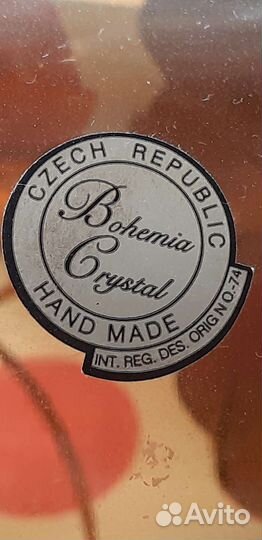 CZECH REPUBLIC
Bohemia
Crystal
HAND MADE
INT. REG. DES. ORIG NO.-74
Avito